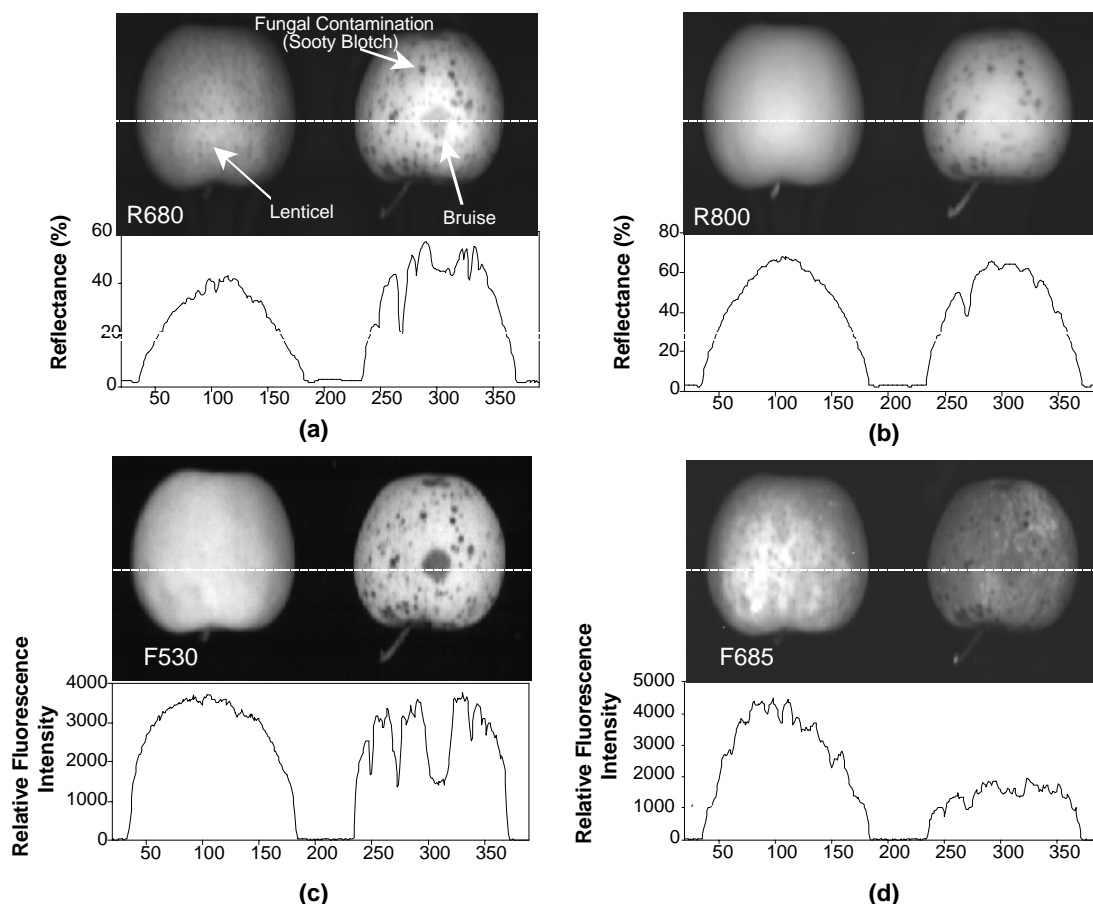 Fungal Contamination
(Sooty Blotch)
Lenticel
Bruise
R680
Reflectance (%)
60
40
20
0
50 100 150 200 250 300 350
(a)
R800
Reflectance (%)
80
60
40
20
0
50 100 150 200 250 300 350
(b)
F530
Relative Fluorescence
Intensity
4000
3000
2000
1000
0
50 100 150 200 250 300 350
(c)
F685
Relative Fluorescence
Intensity
5000
4000
3000
2000
1000
0
50 100 150 200 250 300 350
(d)